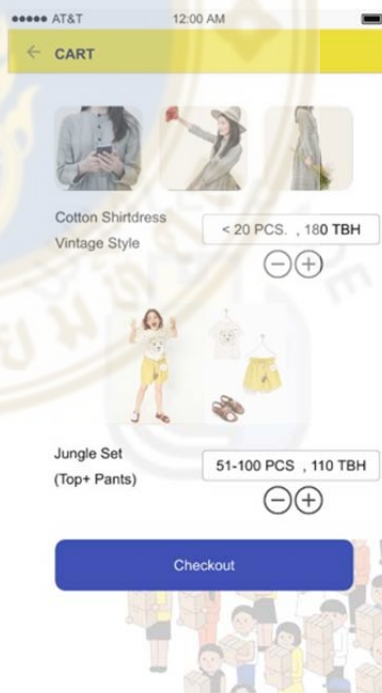 AT&T 12:00 AM
CART
Cotton Shirtdress
Vintage Style
< 20 PCS. , 180 TBH
Jungle Set
(Top+ Pants)
51-100 PCS , 110 TBH
Checkout